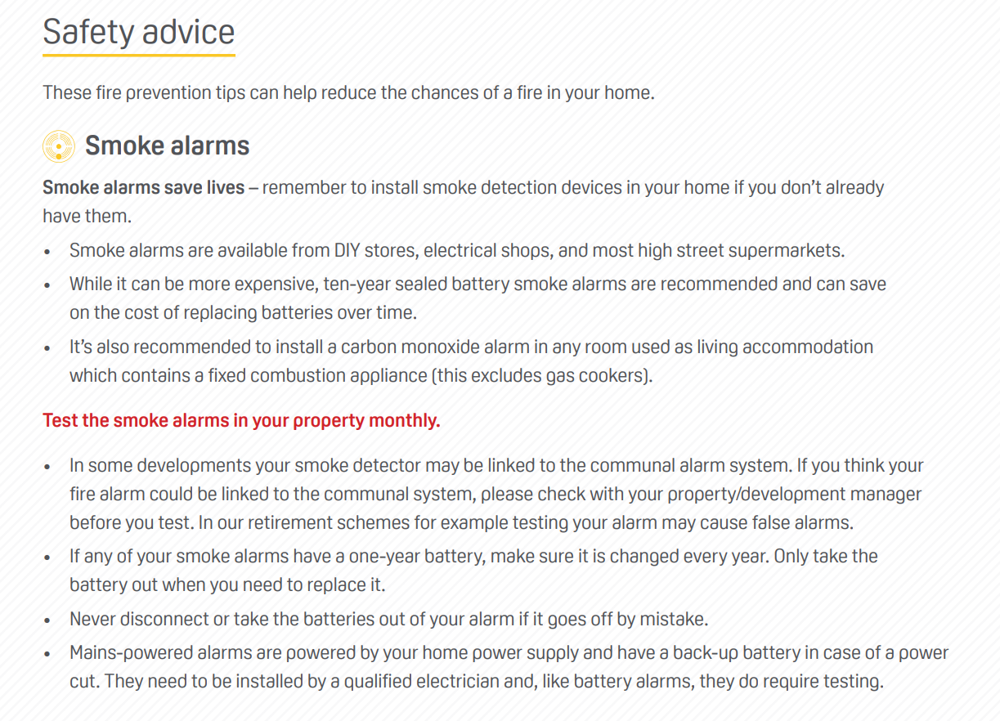 Safety advice
These fire prevention tips can help reduce the chances of a fire in your home.
Smoke alarms
Smoke alarms save lives – remember to install smoke detection devices in your home if you don’t already
have them.
• Smoke alarms are available from DIY stores, electrical shops, and most high street supermarkets.
• While it can be more expensive, ten-year sealed battery smoke alarms are recommended and can save
on the cost of replacing batteries over time.
• It’s also recommended to install a carbon monoxide alarm in any room used as living accommodation
which contains a fixed combustion appliance (this excludes gas cookers).
Test the smoke alarms in your property monthly.
• In some developments your smoke detector may be linked to the communal alarm system. If you think your
fire alarm could be linked to the communal system, please check with your property/development manager
before you test. In our retirement schemes for example testing your alarm may cause false alarms.
• If any of your smoke alarms have a one-year battery, make sure it is changed every year. Only take the
battery out when you need to replace it.
• Never disconnect or take the batteries out of your alarm if it goes off by mistake.
• Mains-powered alarms are powered by your home power supply and have a back-up battery in case of a power
cut. They need to be installed by a qualified electrician and, like battery alarms, they do require testing.